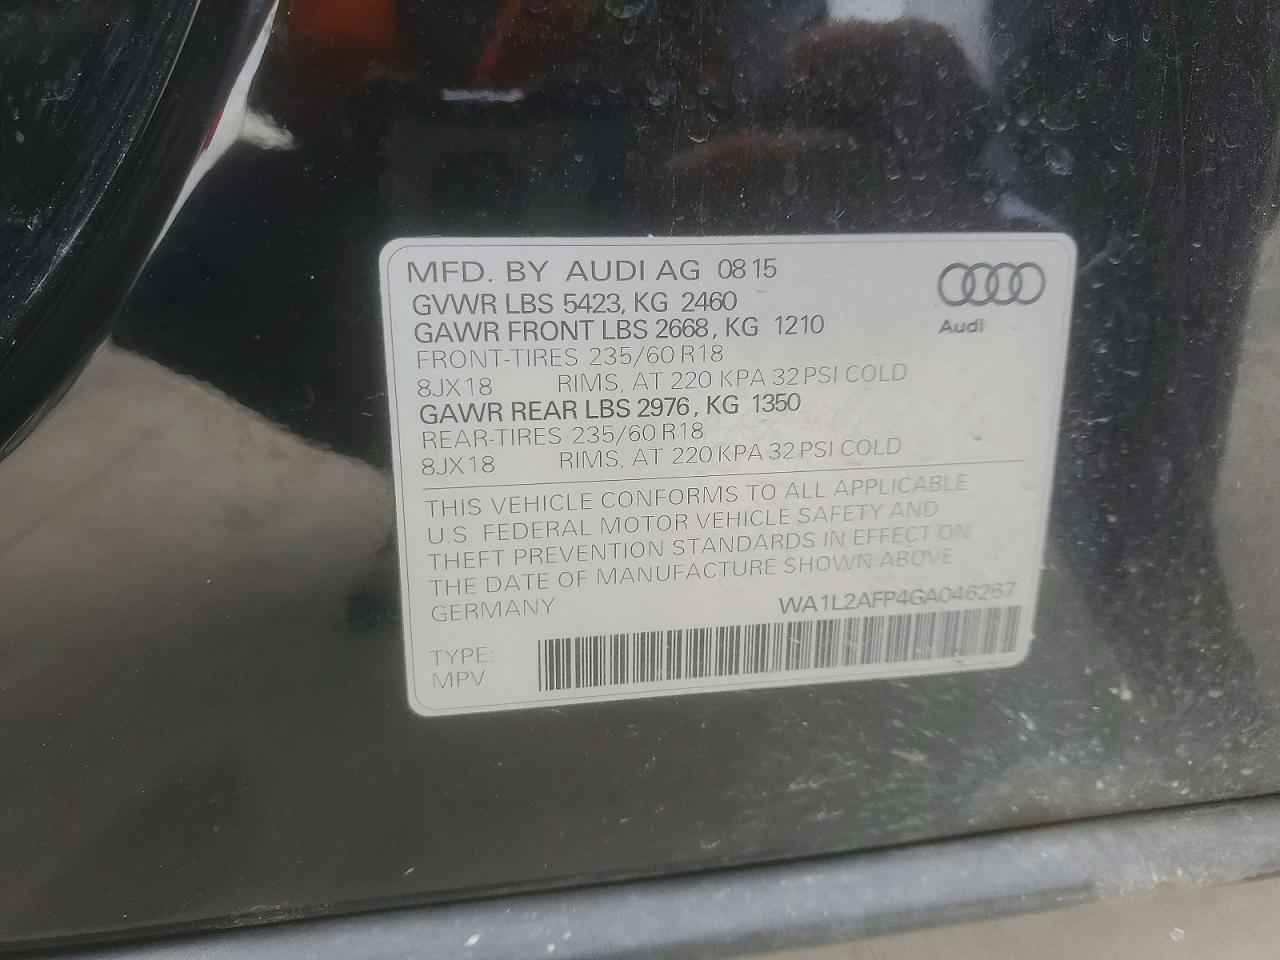 MFD. BY AUDI AG 08 15
GVWR LBS 5423, KG 2460
GAWR FRONT LBS 2668, KG 1210
FRONT-TIRES 235/60 R18
8JX18 RIMS, AT 220 KPA 32 PSI COLD
GAWR REAR LBS 2976, KG 1350
REAR-TIRES 235/60 R18
8JX18 RIMS, AT 220 KPA 32 PSI COLD
Audi
THIS VEHICLE CONFORMS TO ALL APPLICABLE
U.S. FEDERAL MOTOR VEHICLE SAFETY AND
THEFT PREVENTION STANDARDS IN EFFECT ON
THE DATE OF MANUFACTURE SHOWN ABOVE
GERMANY WA1L2AFP4GA046267
TYPE:
MPV